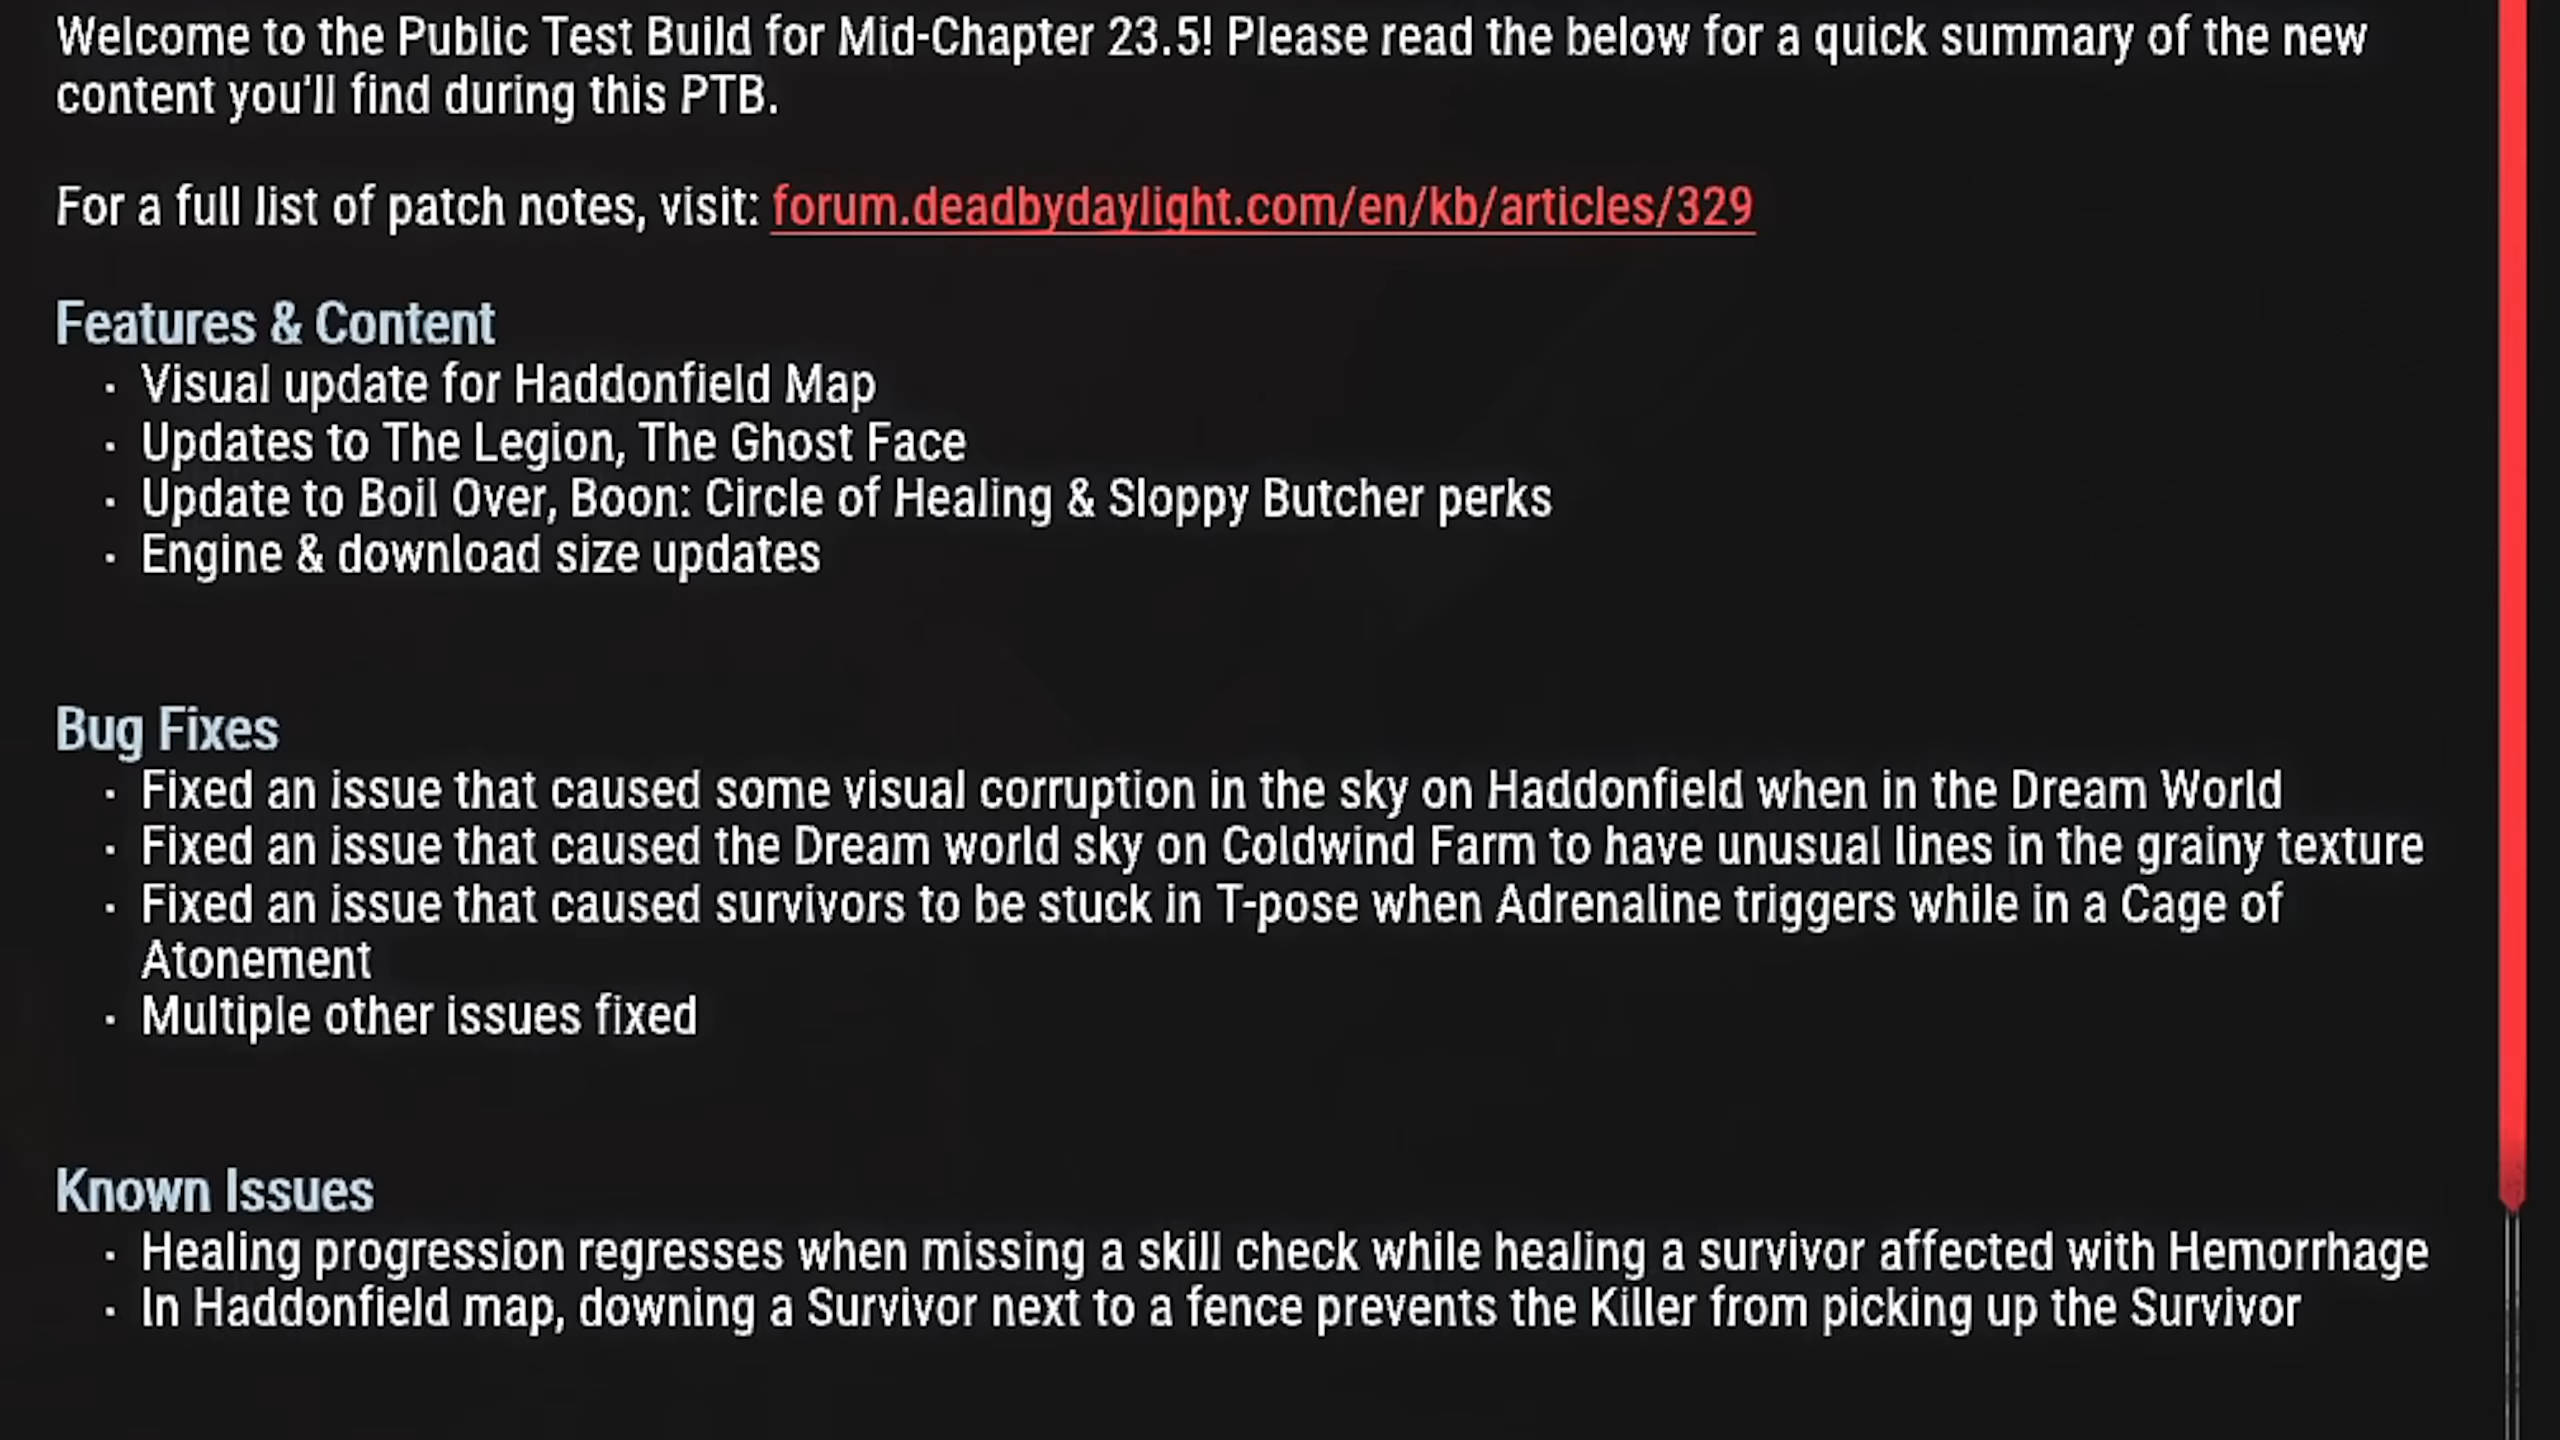 Welcome to the Public Test Build for Mid-Chapter 23.5! Please read the below for a quick summary of the new
content you'll find during this PTB.
For a full list of patch notes, visit: forum.deadbydaylight.com/en/kb/articles/329
Features & Content
· Visual update for Haddonfield Map
· Updates to The Legion, The Ghost Face
· Update to Boil Over, Boon: Circle of Healing & Sloppy Butcher perks
· Engine & download size updates
Bug Fixes
· Fixed an issue that caused some visual corruption in the sky on Haddonfield when in the Dream World
· Fixed an issue that caused the Dream world sky on Coldwind Farm to have unusual lines in the grainy texture
· Fixed an issue that caused survivors to be stuck in T-pose when Adrenaline triggers while in a Cage of
Atonement
· Multiple other issues fixed
Known Issues
· Healing progression regresses when missing a skill check while healing a survivor affected with Hemorrhage
· In Haddonfield map, downing a Survivor next to a fence prevents the Killer from picking up the Survivor